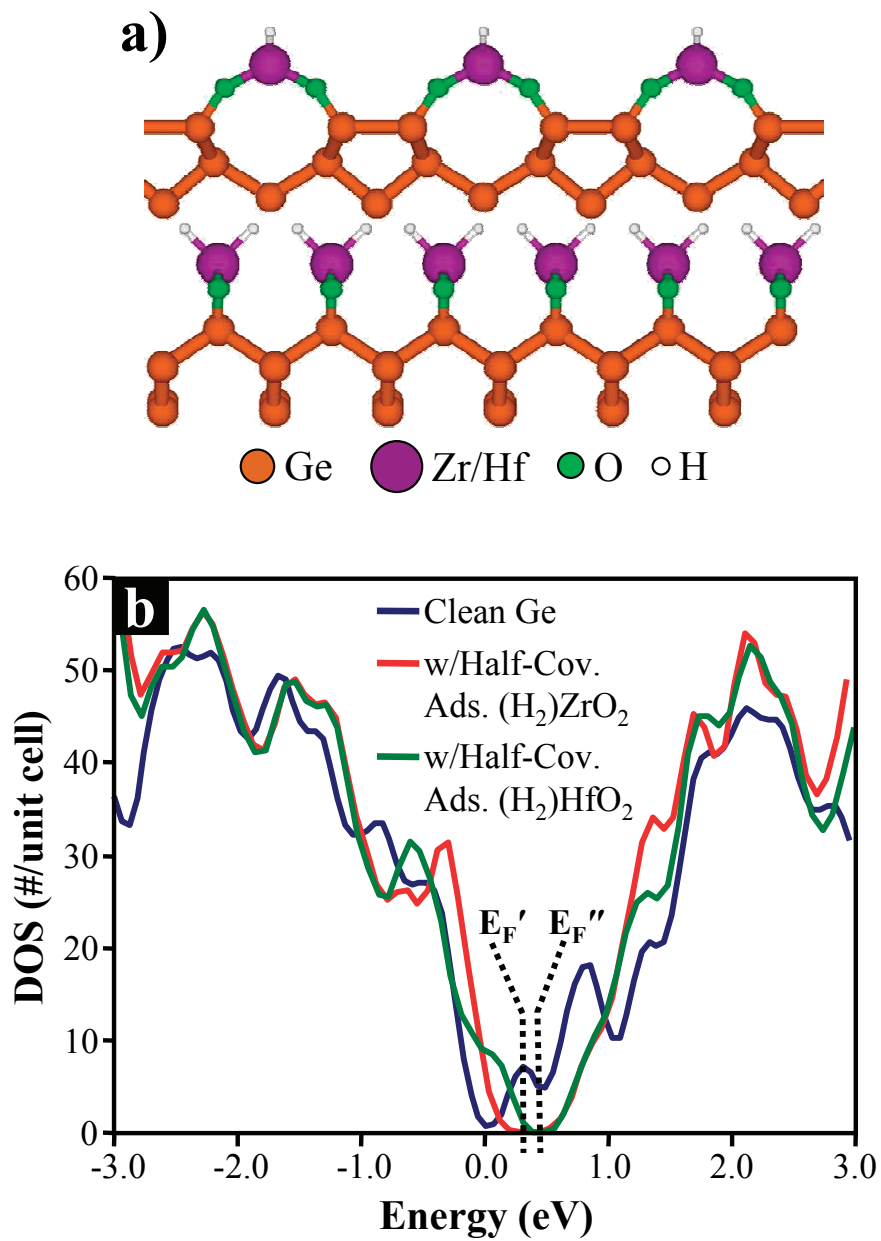 a)
Ge Zr/Hf O H
b
60
50
40
30
20
10
0
DOS (#/unit cell)
Clean Ge
w/Half-Cov.
Ads. (H₂)ZrO₂
w/Half-Cov.
Ads. (H₂)HfO₂
E_F′ E_F″
-3.0 -2.0 -1.0 0.0 1.0 2.0 3.0
Energy (eV)